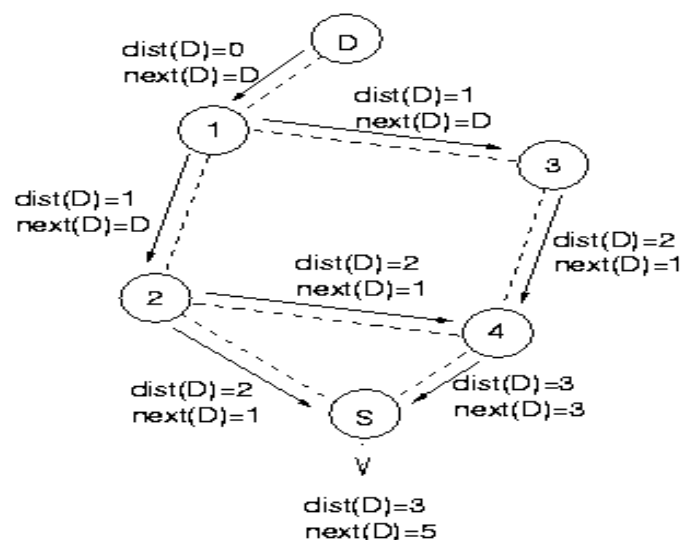 D
dist(D)=0
next(D)=D
dist(D)=1
next(D)=D
1
3
dist(D)=1
next(D)=D
dist(D)=2
next(D)=1
dist(D)=2
next(D)=1
2
4
dist(D)=2
next(D)=1
dist(D)=3
next(D)=3
S
dist(D)=3
next(D)=5